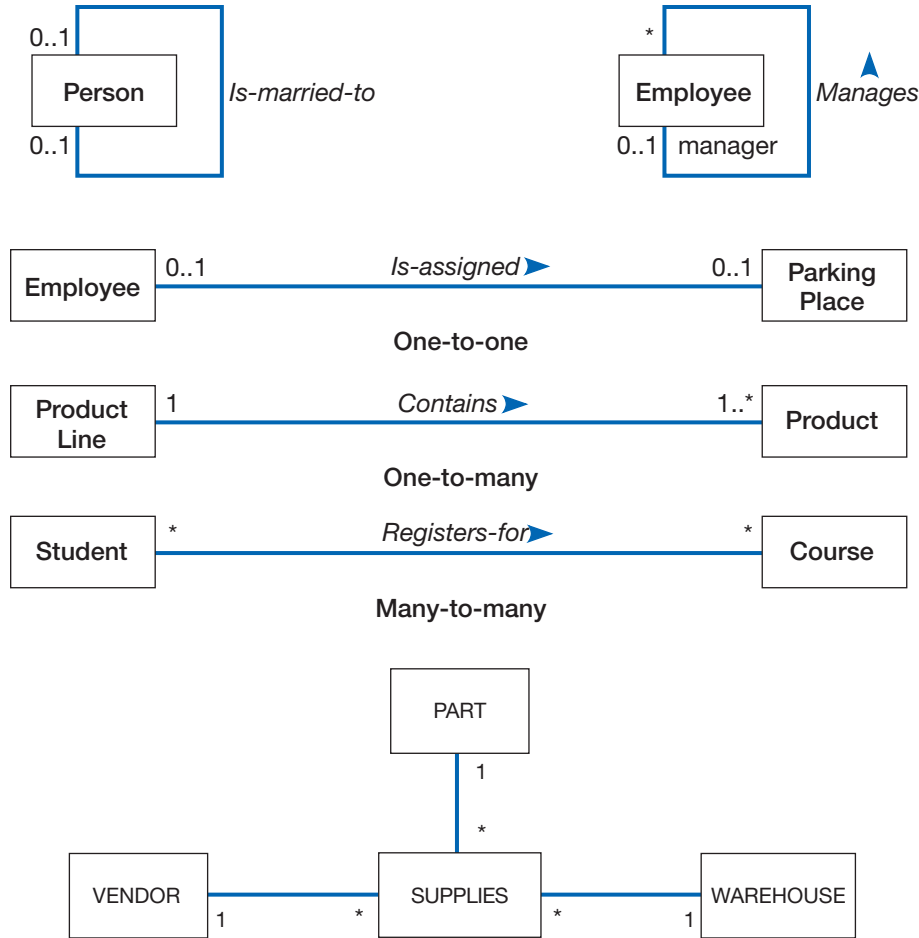 0..1
*
Person
Is-married-to
Employee
Manages
0..1
0..1
manager
0..1
Is-assigned
0..1
Employee
Parking
Place
One-to-one
1
Contains
1..*
Product
Line
Product
One-to-many
*
Registers-for
*
Student
Course
Many-to-many
PART
1
*
VENDOR
SUPPLIES
WAREHOUSE
1
*
*
1